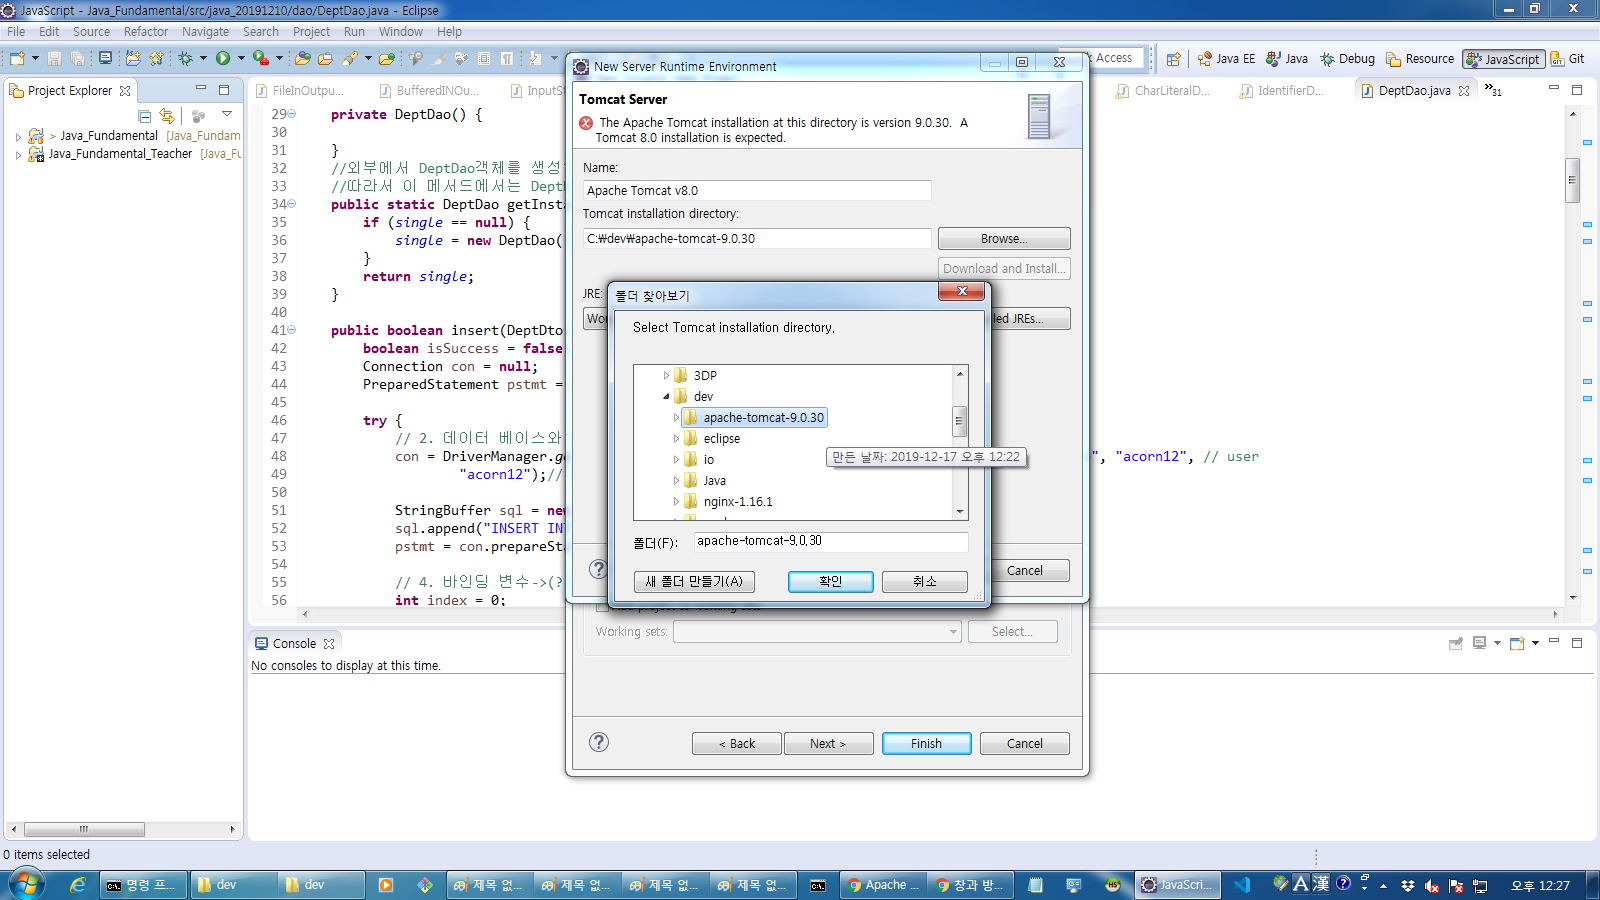 JavaScript - Java_Fundamental/src/java_20191210/dao/DeptDao.java - Eclipse
File Edit Source Refactor Navigate Search Project Run Window Help
Access
Java EE Java Debug Resource JavaScript Git
Project Explorer
> Java_Fundamental [Java_Fundam
Java_Fundamental_Teacher [Java_Fu
FileInOutpu... BufferedINOu... InputSt CharLiteralD... IdentifierD... DeptDao.java »31
29 private DeptDao() {
30
31 }
32 //외부에서 DeptDao객체를 생성
33 //따라서 이 메서드에서는 Dept
34 public static DeptDao getInsta
35 if (single == null) {
36 single = new DeptDao(
37 }
38 return single;
39 }
40
41 public boolean insert(DeptDto
42 boolean isSuccess = false
43 Connection con = null;
44 PreparedStatement pstmt =
45
46 try {
47 // 2. 데이터 베이스와
48 con = DriverManager.ge ", "acorn12", // user
49 "acorn12");//
50
51 StringBuffer sql = new
52 sql.append("INSERT INT
53 pstmt = con.prepareSta
54
55 // 4. 바인딩 변수->(?
56 int index = 0;
New Server Runtime Environment
Tomcat Server
The Apache Tomcat installation at this directory is version 9.0.30. A
Tomcat 8.0 installation is expected.
Name:
Apache Tomcat v8.0
Tomcat installation directory:
C:₩dev₩apache-tomcat-9.0.30
Browse...
Download and Install...
JRE:
Wor
led JREs...
Cancel
폴더 찾아보기
Select Tomcat installation directory.
3DP
dev
apache-tomcat-9.0.30
eclipse
io
Java
nginx-1.16.1
만든 날짜: 2019-12-17 오후 12:22
폴더(F): apache-tomcat-9.0.30
새 폴더 만들기(A) 확인 취소
Working sets: Select...
? < Back Next > Finish Cancel
Console
No consoles to display at this time.
0 items selected
명령 프... dev dev 제목 없... 제목 없... 제목 없... 제목 없... Apache ... 창과 방... JavaScri... A 漢 오후 12:27